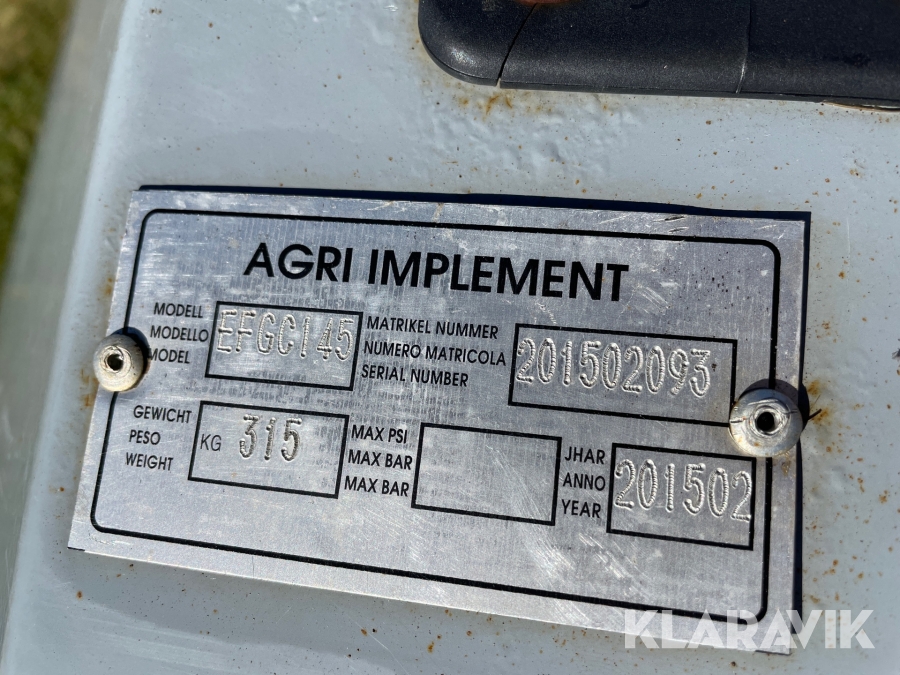 AGRI IMPLEMENT
MODELL
MODELLO
MODEL
EFGC145
MATRIKEL NUMMER
NUMERO MATRICOLA
SERIAL NUMBER
201502093
GEWICHT
PESO
WEIGHT
KG 315
MAX PSI
MAX BAR
MAX BAR
JHAR
ANNO
YEAR
201502
KLARAVIK